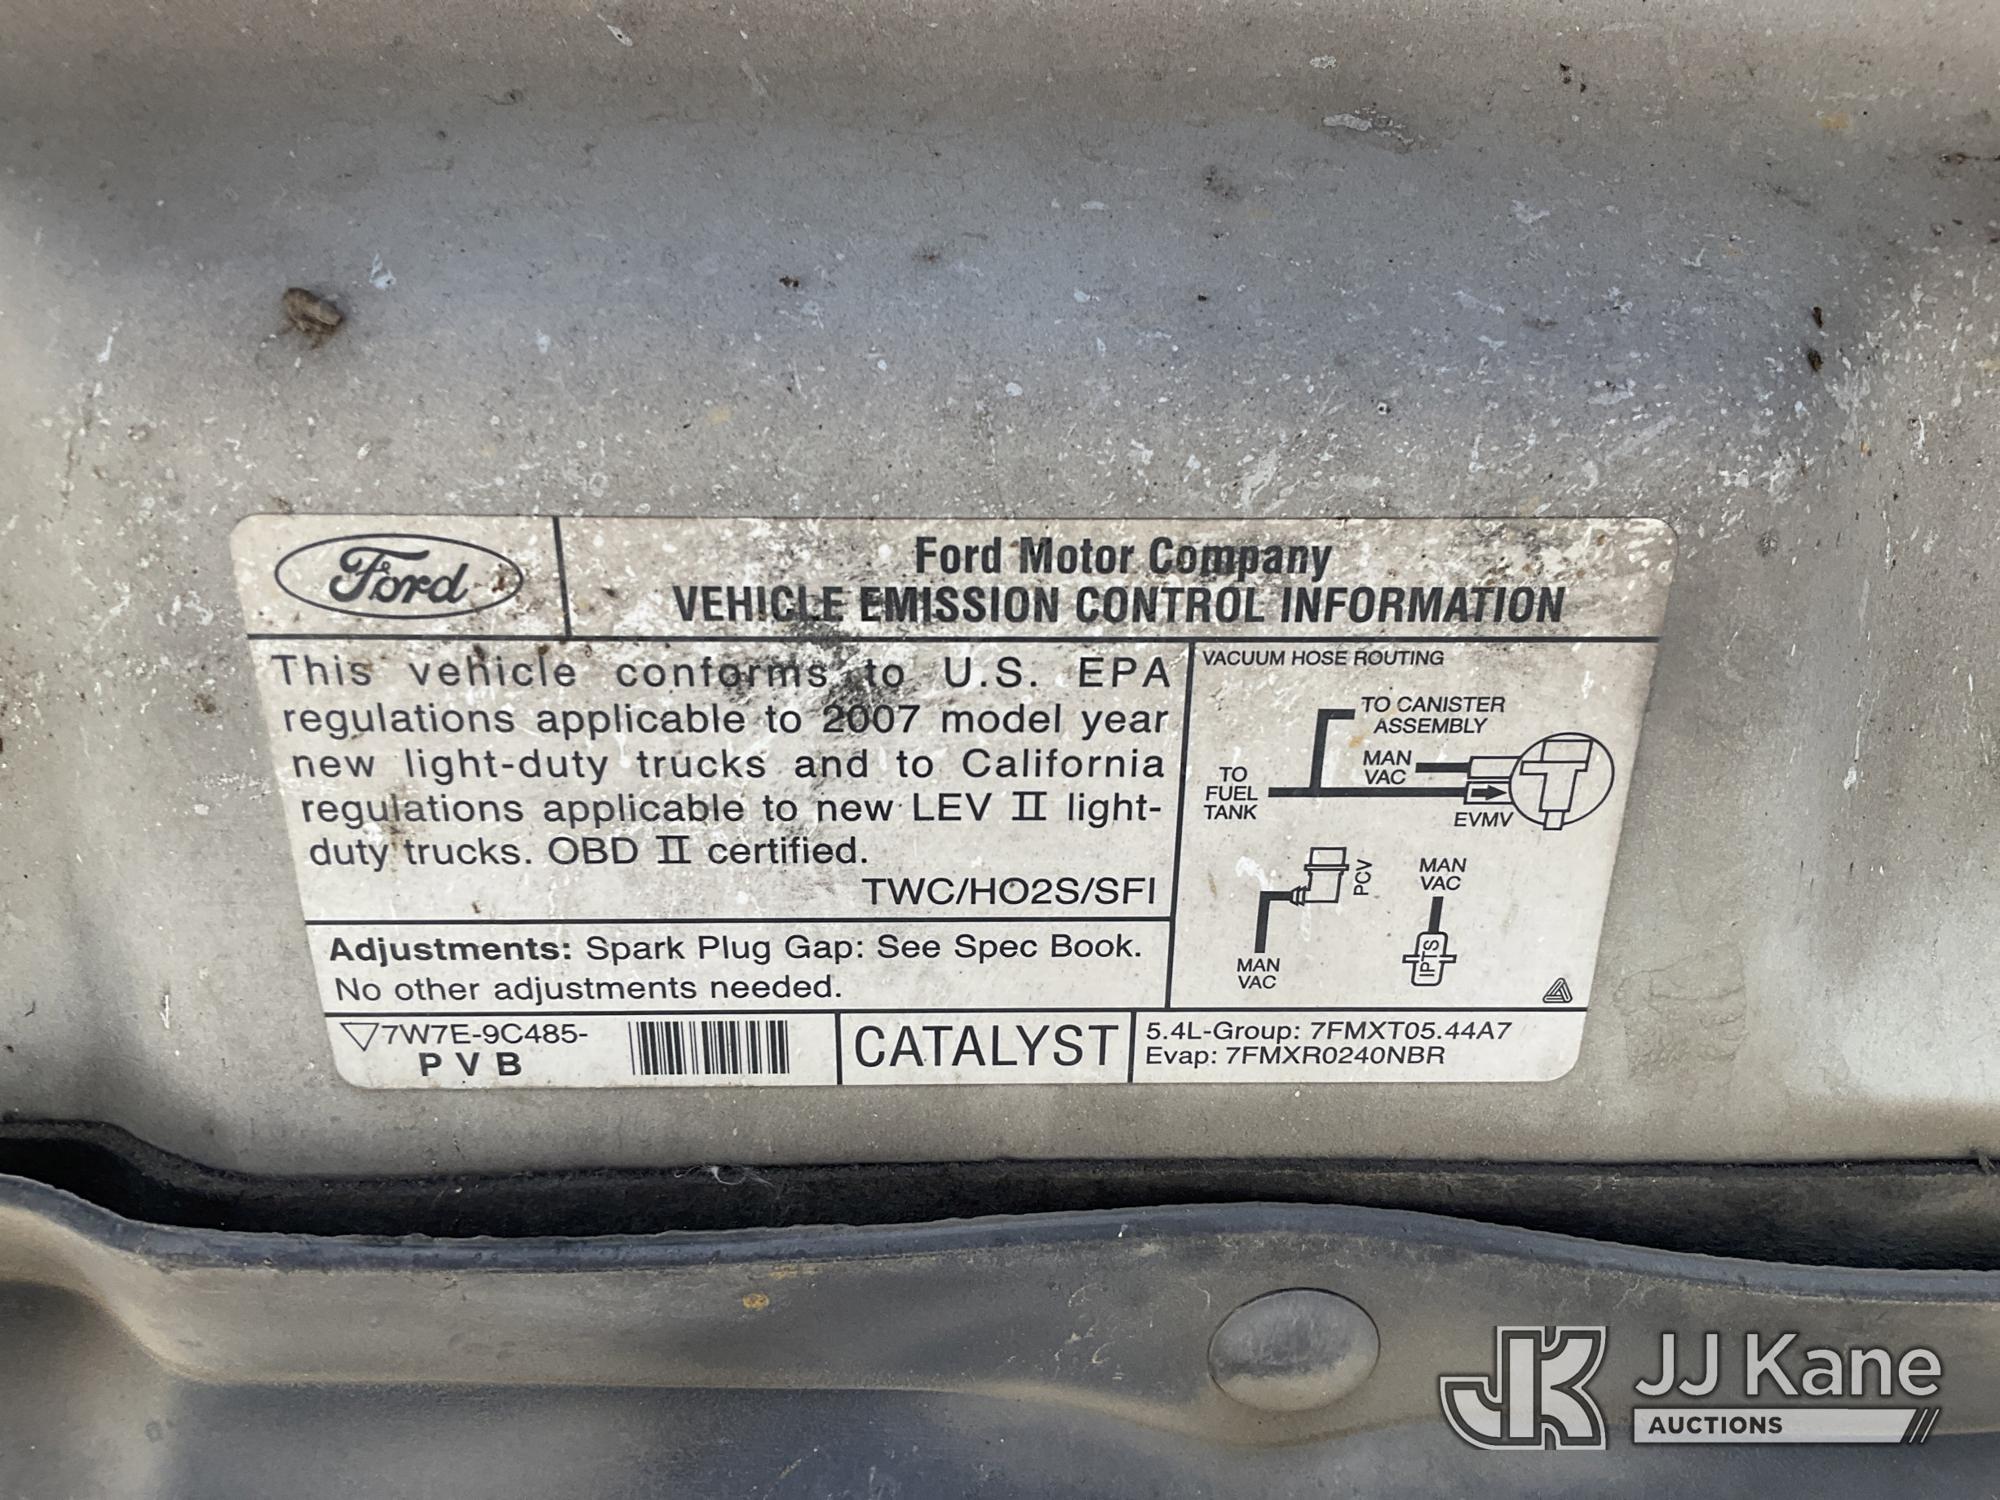 Ford
Ford Motor Company
VEHICLE EMISSION CONTROL INFORMATION
This vehicle conforms to U.S. EPA
regulations applicable to 2007 model year
new light-duty trucks and to California
regulations applicable to new LEV II light-
duty trucks. OBD II certified.
TWC/HO2S/SFI
Adjustments: Spark Plug Gap: See Spec Book.
No other adjustments needed.
VACUUM HOSE ROUTING
TO CANISTER
ASSEMBLY
MAN
VAC
TO
FUEL
TANK
EVMV
PCV
MAN
VAC
MAN
VAC
IPTS
7W7E-9C485-
P V B
CATALYST
5.4L-Group: 7FMXT05.44A7
Evap: 7FMXR0240NBR
JK
JJ Kane
AUCTIONS